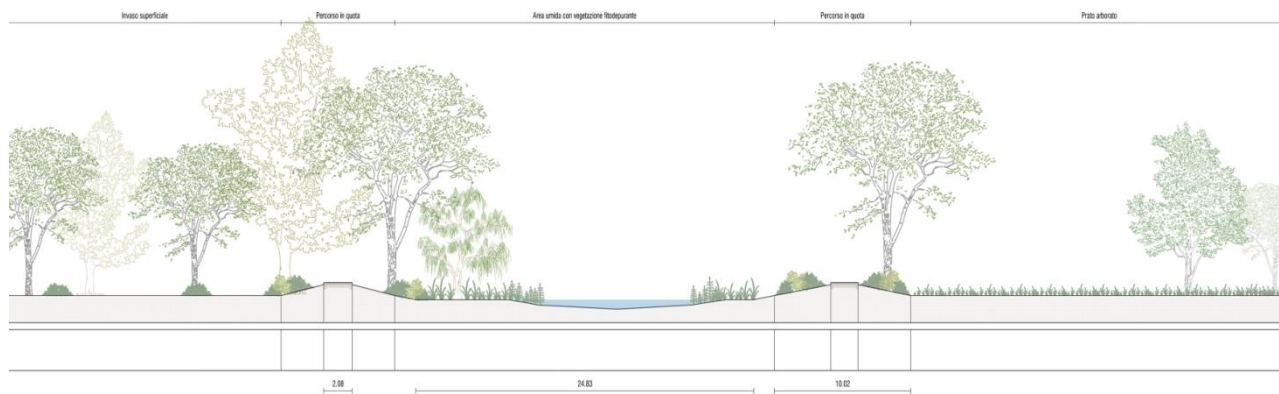 Invaso superficiale
Percorso in quota
Area umida con vegetazione fitodepurante
Percorso in quota
Prato arborato
2.08
24.83
10.02